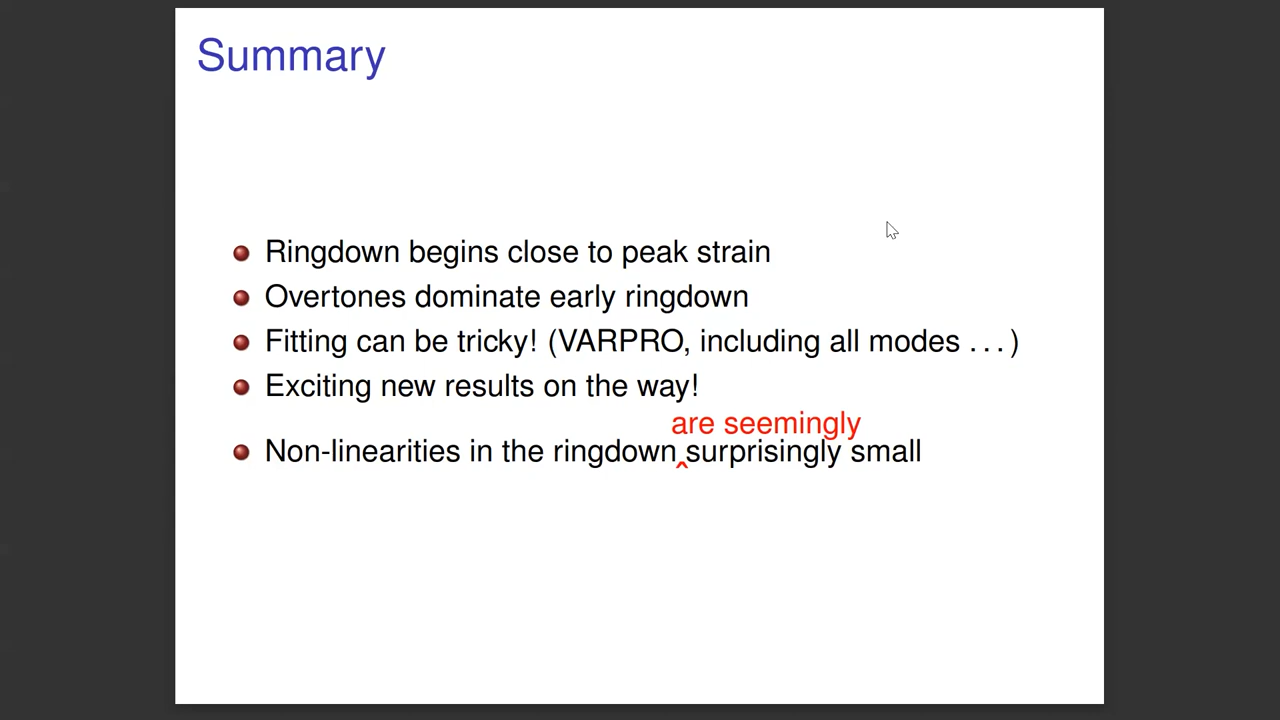 Summary
Ringdown begins close to peak strain
Overtones dominate early ringdown
Fitting can be tricky! (VARPRO, including all modes . . . )
Exciting new results on the way!
are seemingly
Non-linearities in the ringdown ^ surprisingly small